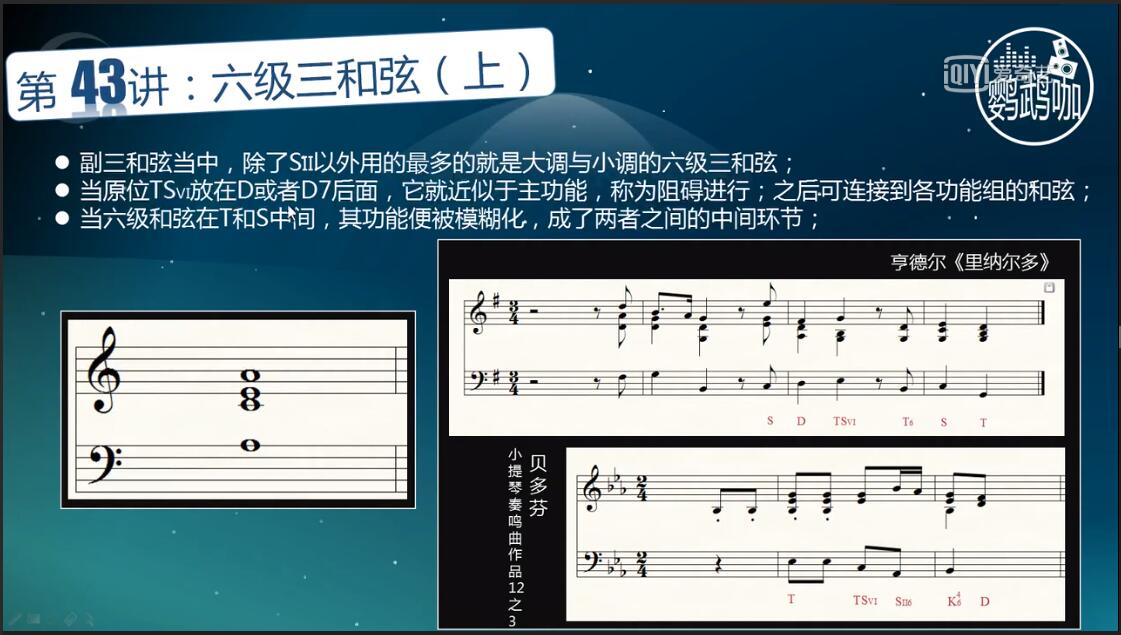 第43讲：六级三和弦（上）
iQIYI 爱奇艺
鹦鹉咖
● 副三和弦当中，除了SII以外用的最多的就是大调与小调的六级三和弦；
● 当原位TSVI放在D或者D7后面，它就近似于主功能，称为阻碍进行；之后可连接到各功能组的和弦；
● 当六级和弦在T和S中间，其功能便被模糊化，成了两者之间的中间环节；
亨德尔《里纳尔多》
3
4
3
4
S D TSVI T6 S T
贝多芬
小提琴奏鸣曲作品12之3
2
4
2
4
T TSVI SII6 K46 D